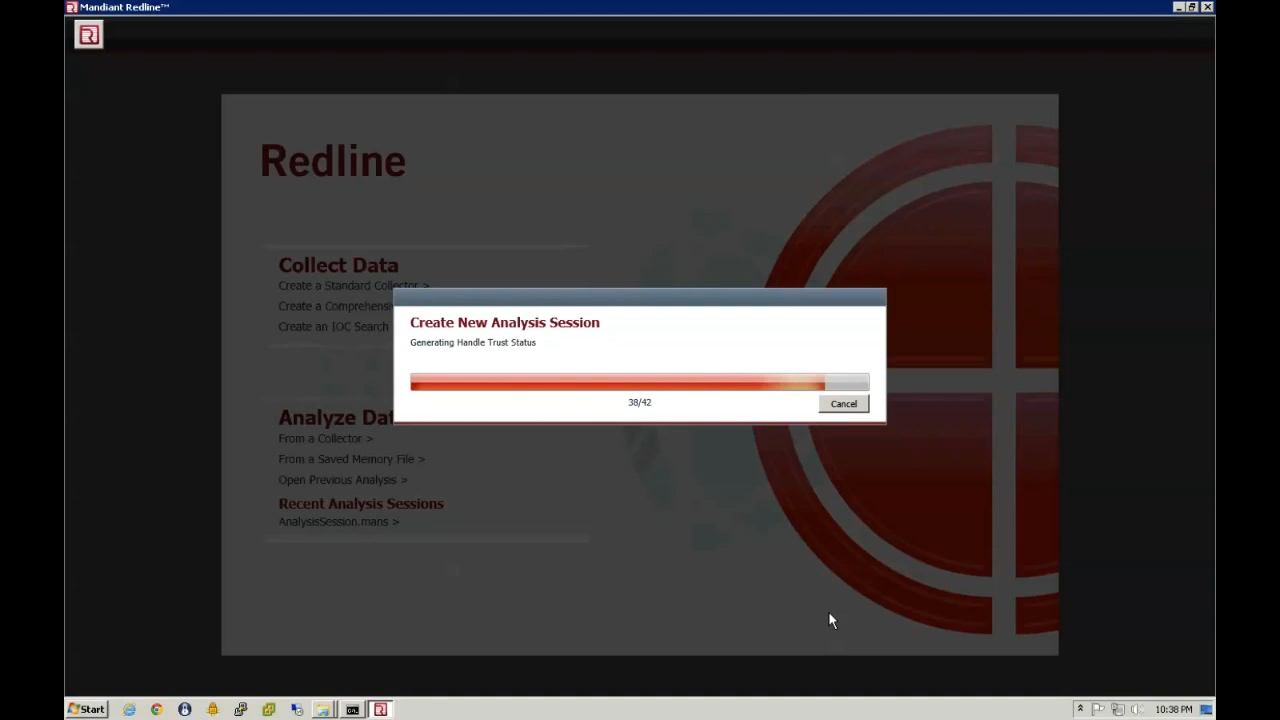 Mandiant Redline™
Redline
Collect Data
Create a Standard Collector >
Create a Comprehensiv
Create an IOC Search
Create New Analysis Session
Generating Handle Trust Status
38/42
Cancel
Analyze Dat
From a Collector >
From a Saved Memory File >
Open Previous Analysis >
Recent Analysis Sessions
AnalysisSession.mans >
Start
10:38 PM